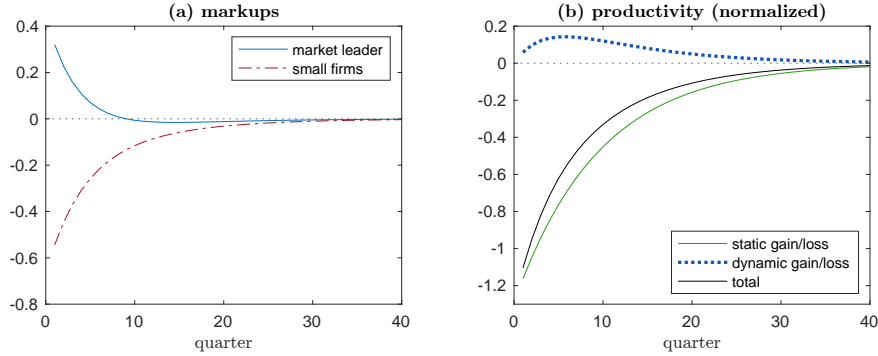 (a) markups
0.4
0.2
0
-0.2
-0.4
-0.6
-0.8
0
10
20
30
40
quarter
market leader
small firms
(b) productivity (normalized)
0.2
0
-0.2
-0.4
-0.6
-0.8
-1
-1.2
0
10
20
30
40
quarter
static gain/loss
dynamic gain/loss
total